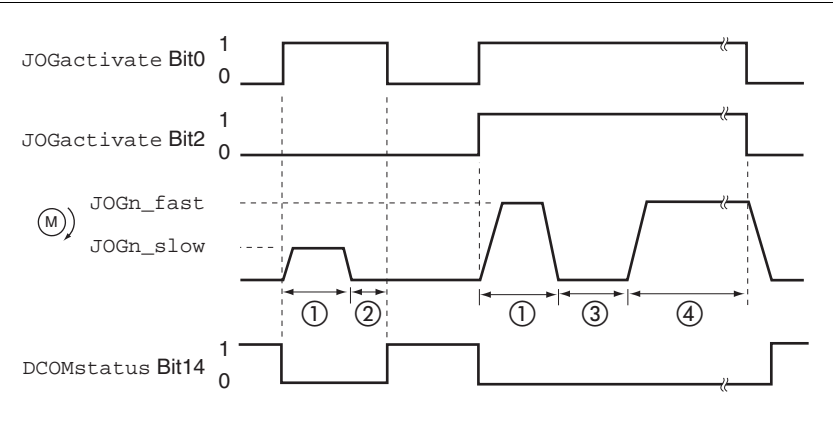 1
JOGactivate Bit0
0
1
JOGactivate Bit2
0
JOGn_fast
M
JOGn_slow
① ② ① ③ ④
1
DCOMstatus Bit14
0